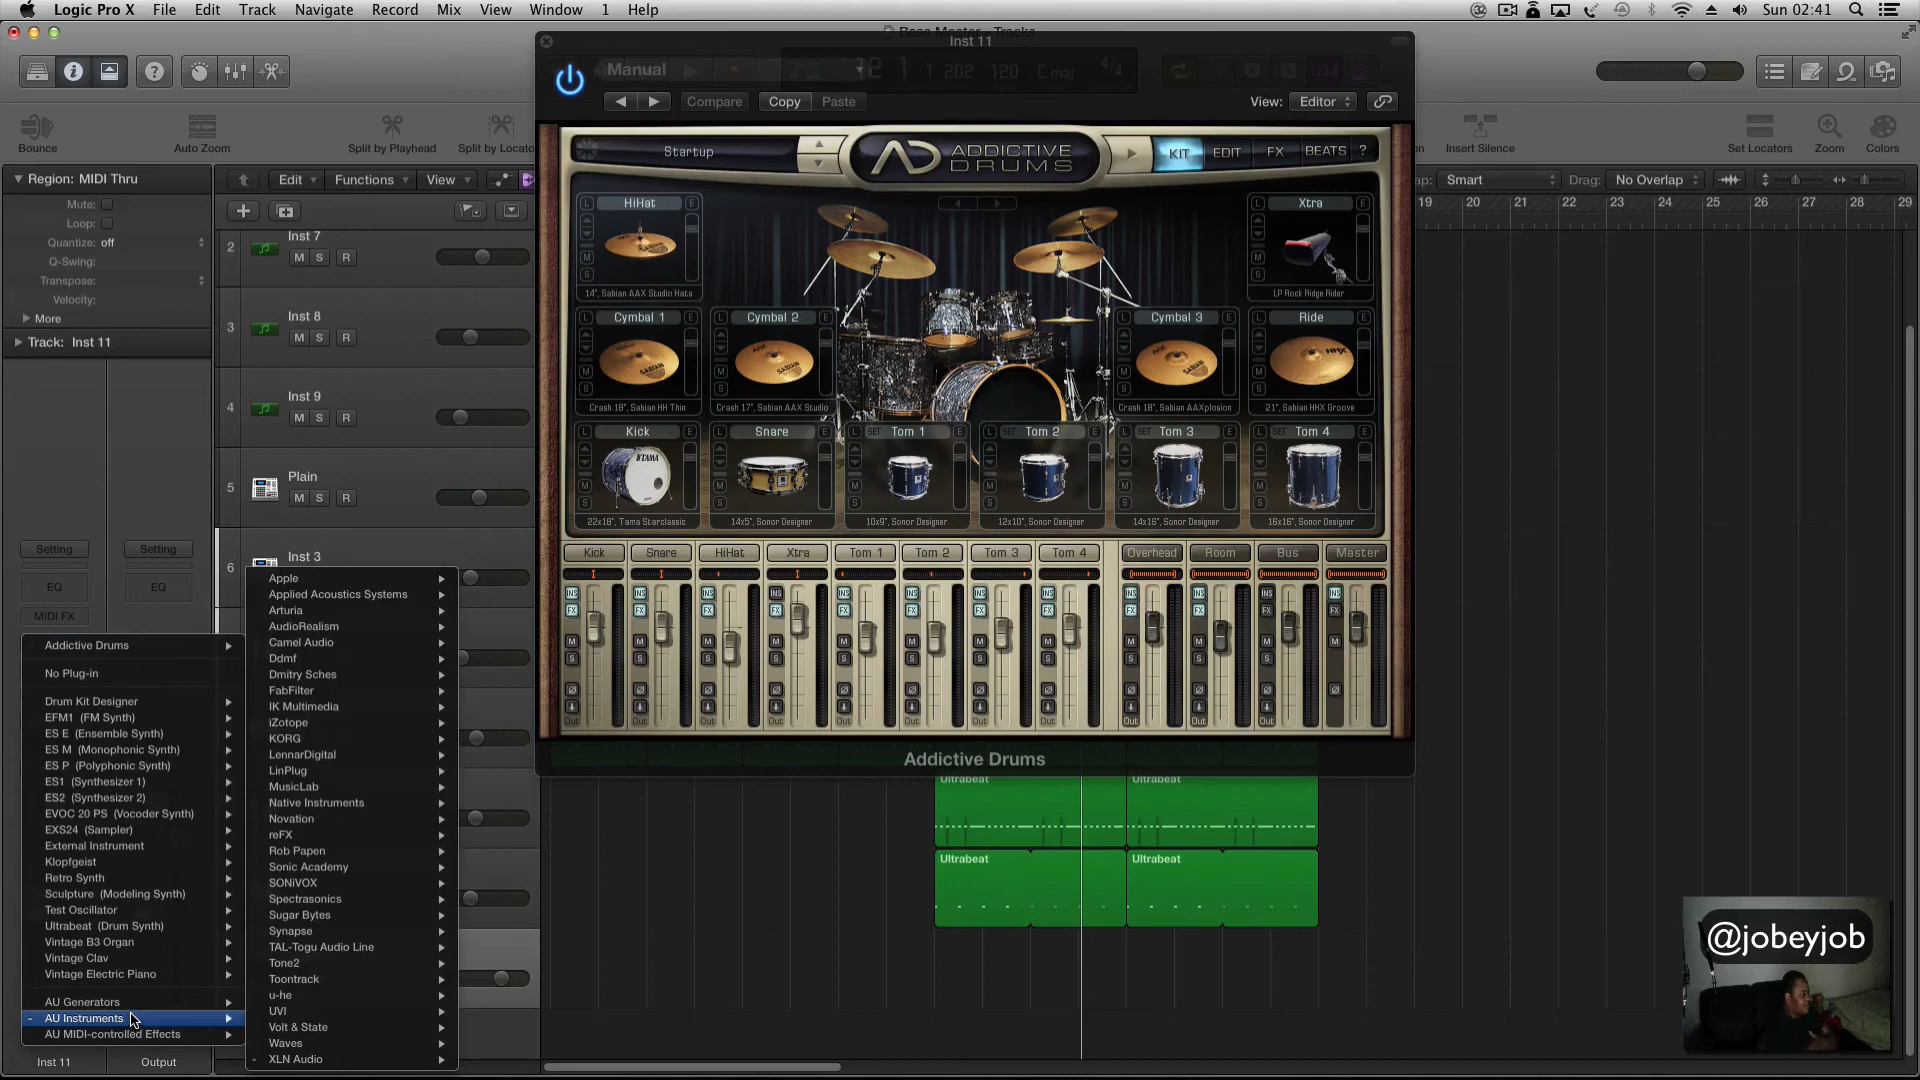 Logic Pro X File Edit Track Navigate Record Mix View Window 1 Help
Sun 02:41
Inst 11
Manual
Compare Copy Paste
View: Editor
Bounce
Auto Zoom
Split by Playhead
Split by Locato
Insert Silence
Set Locators
Zoom
Colors
Region: MIDI Thru
Mute:
Loop:
Quantize: off
Q-Swing:
Transpose:
Velocity:
More
Track: Inst 11
Edit Functions View
Smart
Drag: No Overlap
19 20 21 22 23 24 25 26 27 28 29
2 Inst 7
M S R
3 Inst 8
M S R
4 Inst 9
M S R
5 Plain
M S R
6 Inst 3
Startup
ADDICTIVE
DRUMS
KIT EDIT FX BEATS ?
HiHat
14", Sabian AAX Studio Hats
Xtra
LP Rock Ridge Rider
Cymbal 1
Crash 18", Sabian HH Thin
Cymbal 2
Crash 17", Sabian AAX Studio
Cymbal 3
Crash 18", Sabian AAXplosion
Ride
21", Sabian HHX Groove
Kick
22x18", Tama Starclassic
Snare
14x5", Sonor Designer
Tom 1
10x9", Sonor Designer
Tom 2
12x10", Sonor Designer
Tom 3
14x16", Sonor Designer
Tom 4
16x16", Sonor Designer
Kick Snare HiHat Xtra Tom 1 Tom 2 Tom 3 Tom 4 Overhead Room Bus Master
Addictive Drums
Ultrabeat Ultrabeat
Ultrabeat Ultrabeat
Setting Setting
EQ EQ
MIDI FX
Addictive Drums
No Plug-in
Drum Kit Designer
EFM1 (FM Synth)
ES E (Ensemble Synth)
ES M (Monophonic Synth)
ES P (Polyphonic Synth)
ES1 (Synthesizer 1)
ES2 (Synthesizer 2)
EVOC 20 PS (Vocoder Synth)
EXS24 (Sampler)
External Instrument
Klopfgeist
Retro Synth
Sculpture (Modeling Synth)
Test Oscillator
Ultrabeat (Drum Synth)
Vintage B3 Organ
Vintage Clav
Vintage Electric Piano
AU Generators
AU Instruments
AU MIDI-controlled Effects
Inst 11 Output
Apple
Applied Acoustics Systems
Arturia
AudioRealism
Camel Audio
Ddmf
Dmitry Sches
FabFilter
IK Multimedia
iZotope
KORG
LennarDigital
LinPlug
MusicLab
Native Instruments
Novation
reFX
Rob Papen
Sonic Academy
SONiVOX
Spectrasonics
Sugar Bytes
Synapse
TAL-Togu Audio Line
Tone2
Toontrack
u-he
UVI
Volt & State
Waves
XLN Audio
@jobeyjob